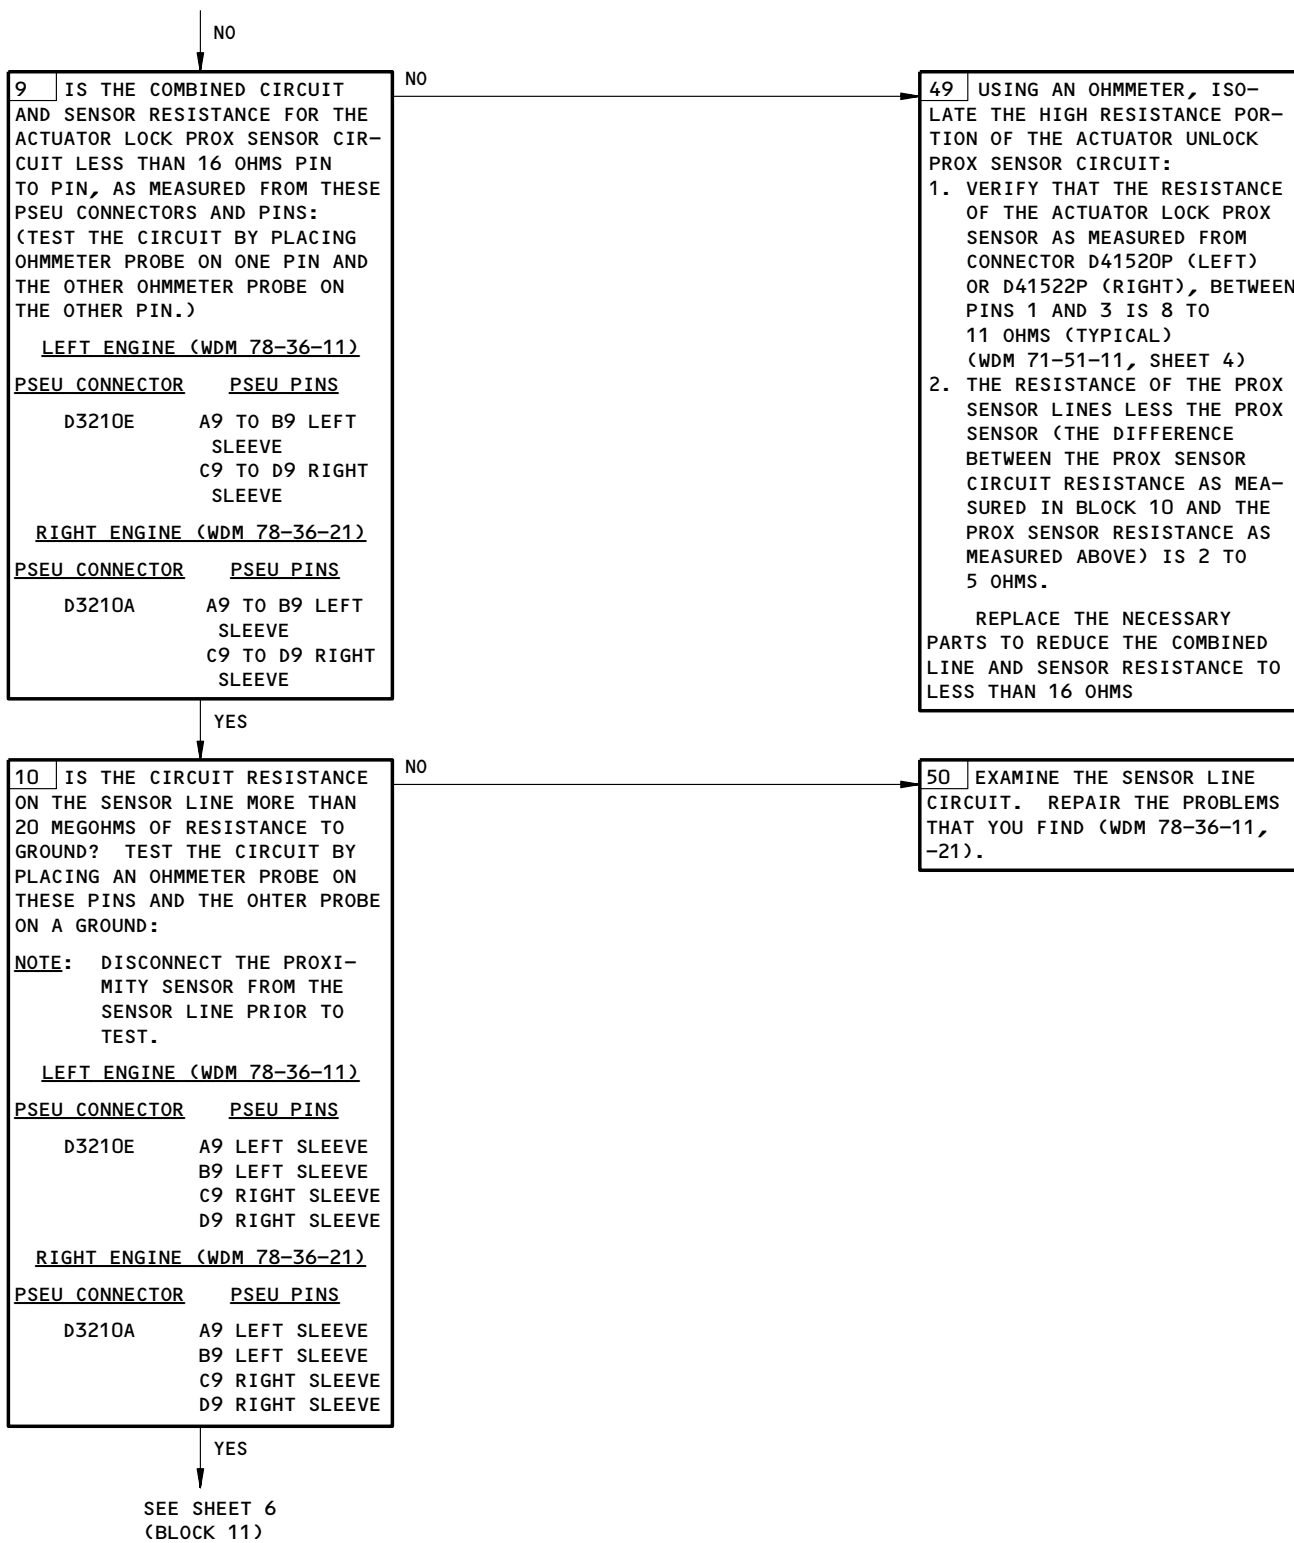 NO
9 IS THE COMBINED CIRCUIT
AND SENSOR RESISTANCE FOR THE
ACTUATOR LOCK PROX SENSOR CIR-
CUIT LESS THAN 16 OHMS PIN
TO PIN, AS MEASURED FROM THESE
PSEU CONNECTORS AND PINS:
(TEST THE CIRCUIT BY PLACING
OHMMETER PROBE ON ONE PIN AND
THE OTHER OHMMETER PROBE ON
THE OTHER PIN.)
LEFT ENGINE (WDM 78-36-11)
PSEU CONNECTOR PSEU PINS
D3210E A9 TO B9 LEFT
SLEEVE
C9 TO D9 RIGHT
SLEEVE
RIGHT ENGINE (WDM 78-36-21)
PSEU CONNECTOR PSEU PINS
D3210A A9 TO B9 LEFT
SLEEVE
C9 TO D9 RIGHT
SLEEVE
NO
49 USING AN OHMMETER, ISO-
LATE THE HIGH RESISTANCE POR-
TION OF THE ACTUATOR UNLOCK
PROX SENSOR CIRCUIT:
1. VERIFY THAT THE RESISTANCE
OF THE ACTUATOR LOCK PROX
SENSOR AS MEASURED FROM
CONNECTOR D41520P (LEFT)
OR D41522P (RIGHT), BETWEEN
PINS 1 AND 3 IS 8 TO
11 OHMS (TYPICAL)
(WDM 71-51-11, SHEET 4)
2. THE RESISTANCE OF THE PROX
SENSOR LINES LESS THE PROX
SENSOR (THE DIFFERENCE
BETWEEN THE PROX SENSOR
CIRCUIT RESISTANCE AS MEA-
SURED IN BLOCK 10 AND THE
PROX SENSOR RESISTANCE AS
MEASURED ABOVE) IS 2 TO
5 OHMS.
REPLACE THE NECESSARY
PARTS TO REDUCE THE COMBINED
LINE AND SENSOR RESISTANCE TO
LESS THAN 16 OHMS
YES
10 IS THE CIRCUIT RESISTANCE
ON THE SENSOR LINE MORE THAN
20 MEGOHMS OF RESISTANCE TO
GROUND? TEST THE CIRCUIT BY
PLACING AN OHMMETER PROBE ON
THESE PINS AND THE OHTER PROBE
ON A GROUND:
NOTE: DISCONNECT THE PROXI-
MITY SENSOR FROM THE
SENSOR LINE PRIOR TO
TEST.
LEFT ENGINE (WDM 78-36-11)
PSEU CONNECTOR PSEU PINS
D3210E A9 LEFT SLEEVE
B9 LEFT SLEEVE
C9 RIGHT SLEEVE
D9 RIGHT SLEEVE
RIGHT ENGINE (WDM 78-36-21)
PSEU CONNECTOR PSEU PINS
D3210A A9 LEFT SLEEVE
B9 LEFT SLEEVE
C9 RIGHT SLEEVE
D9 RIGHT SLEEVE
NO
50 EXAMINE THE SENSOR LINE
CIRCUIT. REPAIR THE PROBLEMS
THAT YOU FIND (WDM 78-36-11,
-21).
YES
SEE SHEET 6
(BLOCK 11)